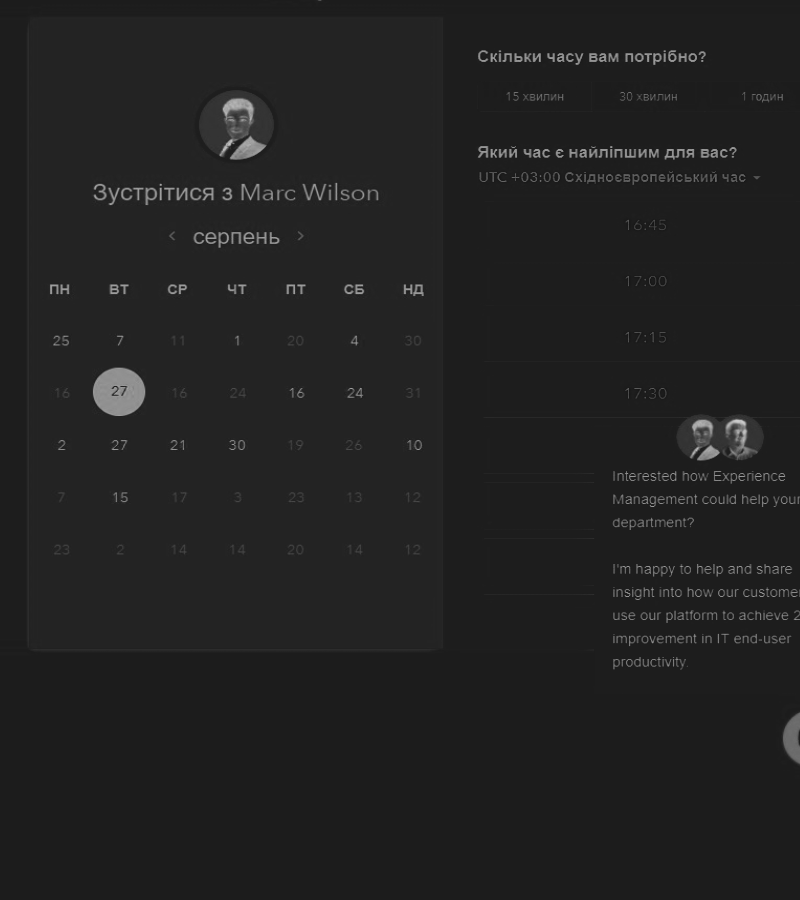 Зустрітися з Marc Wilson
серпень
ПН ВТ СР ЧТ ПТ СБ НД
25 7 11 1 20 4 30
16 27 16 24 16 24 31
2 27 21 30 19 26 10
7 15 17 3 23 13 12
23 2 14 14 20 14 12
Скільки часу вам потрібно?
15 хвилин 30 хвилин 1 годин
Який час є найліпшим для вас?
UTC +03:00 Східноєвропейський час
16:45
17:00
17:15
17:30
Interested how Experience
Management could help your
department?
I'm happy to help and share
insight into how our customer
use our platform to achieve 2
improvement in IT end-user
productivity.